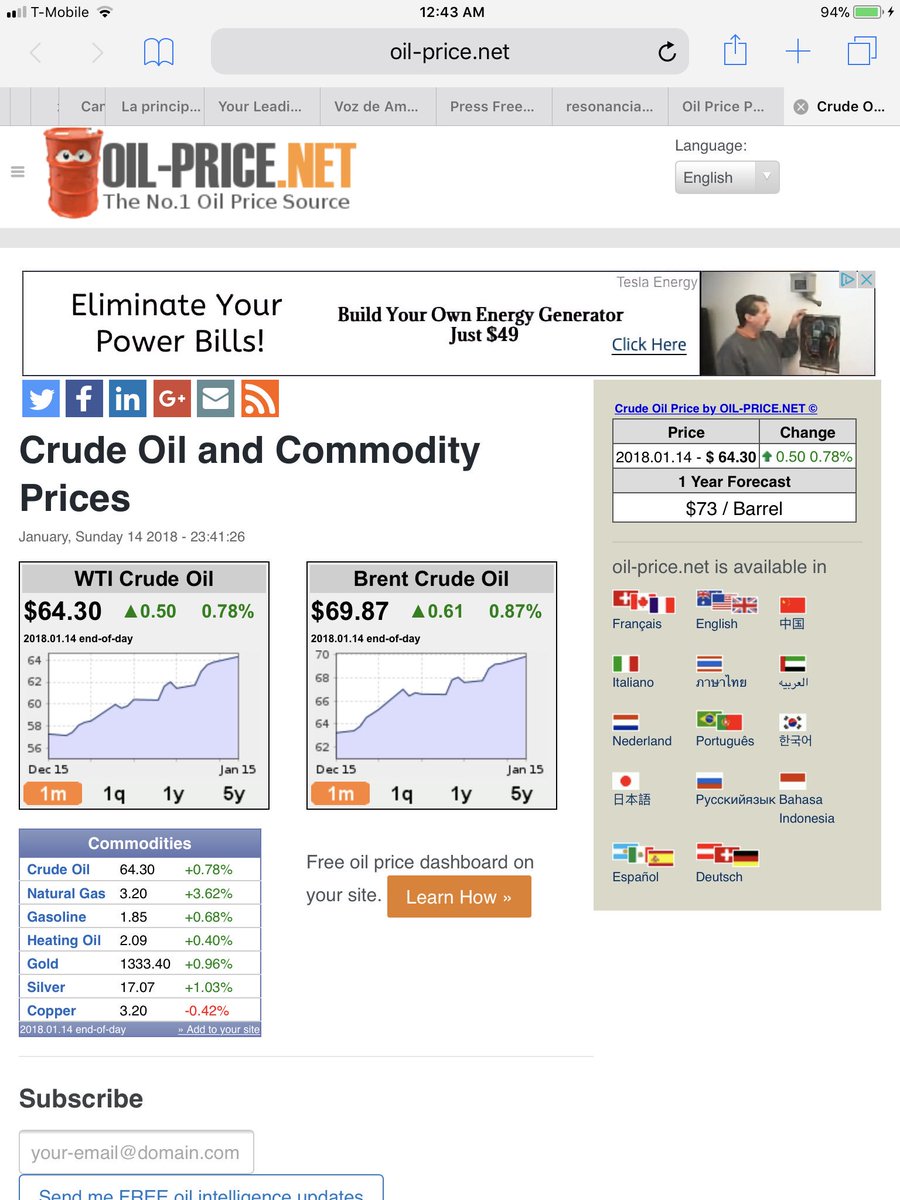 T-Mobile 12:43 AM 94%
oil-price.net
Car La princip... Your Leadi... Voz de Am... Press Free... resonancia... Oil Price P... Crude O...
OIL-PRICE.NET
The No.1 Oil Price Source
Language:
English
Eliminate Your
Power Bills!
Build Your Own Energy Generator
Just $49
Tesla Energy
Click Here
Crude Oil and Commodity
Prices
January, Sunday 14 2018 - 23:41:26
WTI Crude Oil
$64.30 ▲0.50 0.78%
2018.01.14 end-of-day
64
62
60
58
56
Dec 15 Jan 15
1m 1q 1y 5y
Brent Crude Oil
$69.87 ▲0.61 0.87%
2018.01.14 end-of-day
70
68
66
64
62
Dec 15 Jan 15
1m 1q 1y 5y
Commodities
Crude Oil 64.30 +0.78%
Natural Gas 3.20 +3.62%
Gasoline 1.85 +0.68%
Heating Oil 2.09 +0.40%
Gold 1333.40 +0.96%
Silver 17.07 +1.03%
Copper 3.20 -0.42%
2018.01.14 end-of-day » Add to your site
Free oil price dashboard on
your site. Learn How »
Crude Oil Price by OIL-PRICE.NET ©
Price Change
2018.01.14 - $ 64.30 0.50 0.78%
1 Year Forecast
$73 / Barrel
oil-price.net is available in
Français English 中国
Italiano ภาษาไทย العربيه
Nederland Português 한국어
日本語 Русскийязык Bahasa
Indonesia
Español Deutsch
Subscribe
your-email@domain.com
Send me FREE oil intelligence updates